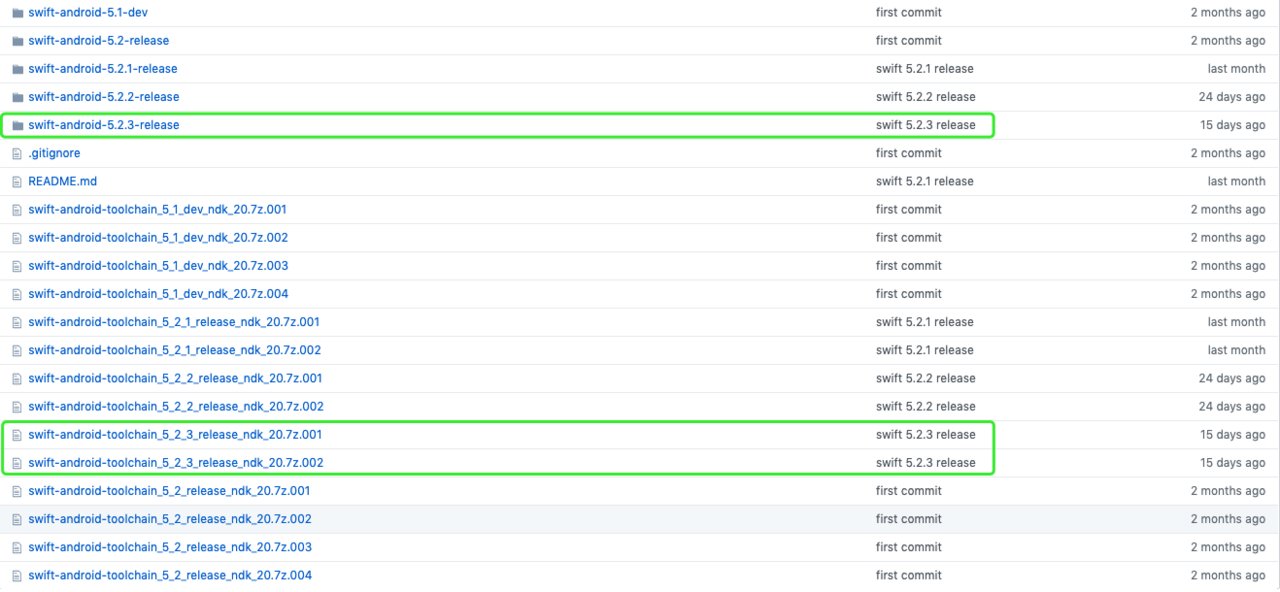 swift-android-5.1-dev first commit 2 months ago
swift-android-5.2-release first commit 2 months ago
swift-android-5.2.1-release swift 5.2.1 release last month
swift-android-5.2.2-release swift 5.2.2 release 24 days ago
swift-android-5.2.3-release swift 5.2.3 release 15 days ago
.gitignore first commit 2 months ago
README.md swift 5.2.1 release last month
swift-android-toolchain_5_1_dev_ndk_20.7z.001 first commit 2 months ago
swift-android-toolchain_5_1_dev_ndk_20.7z.002 first commit 2 months ago
swift-android-toolchain_5_1_dev_ndk_20.7z.003 first commit 2 months ago
swift-android-toolchain_5_1_dev_ndk_20.7z.004 first commit 2 months ago
swift-android-toolchain_5_2_1_release_ndk_20.7z.001 swift 5.2.1 release last month
swift-android-toolchain_5_2_1_release_ndk_20.7z.002 swift 5.2.1 release last month
swift-android-toolchain_5_2_2_release_ndk_20.7z.001 swift 5.2.2 release 24 days ago
swift-android-toolchain_5_2_2_release_ndk_20.7z.002 swift 5.2.2 release 24 days ago
swift-android-toolchain_5_2_3_release_ndk_20.7z.001 swift 5.2.3 release 15 days ago
swift-android-toolchain_5_2_3_release_ndk_20.7z.002 swift 5.2.3 release 15 days ago
swift-android-toolchain_5_2_release_ndk_20.7z.001 first commit 2 months ago
swift-android-toolchain_5_2_release_ndk_20.7z.002 first commit 2 months ago
swift-android-toolchain_5_2_release_ndk_20.7z.003 first commit 2 months ago
swift-android-toolchain_5_2_release_ndk_20.7z.004 first commit 2 months ago